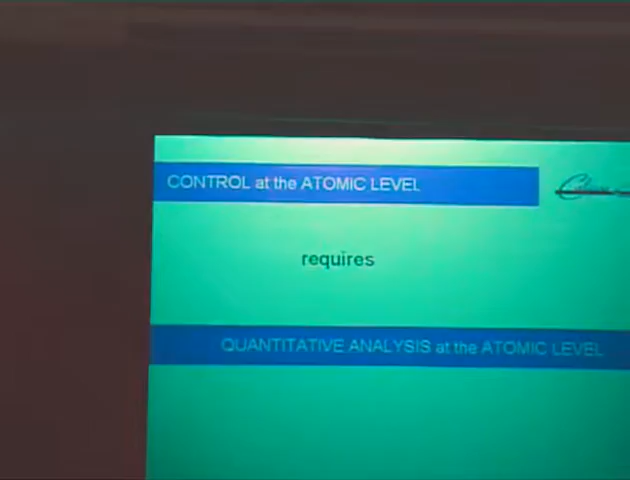 CONTROL at the ATOMIC LEVEL
requires
QUANTITATIVE ANALYSIS at the ATOMIC LEVEL